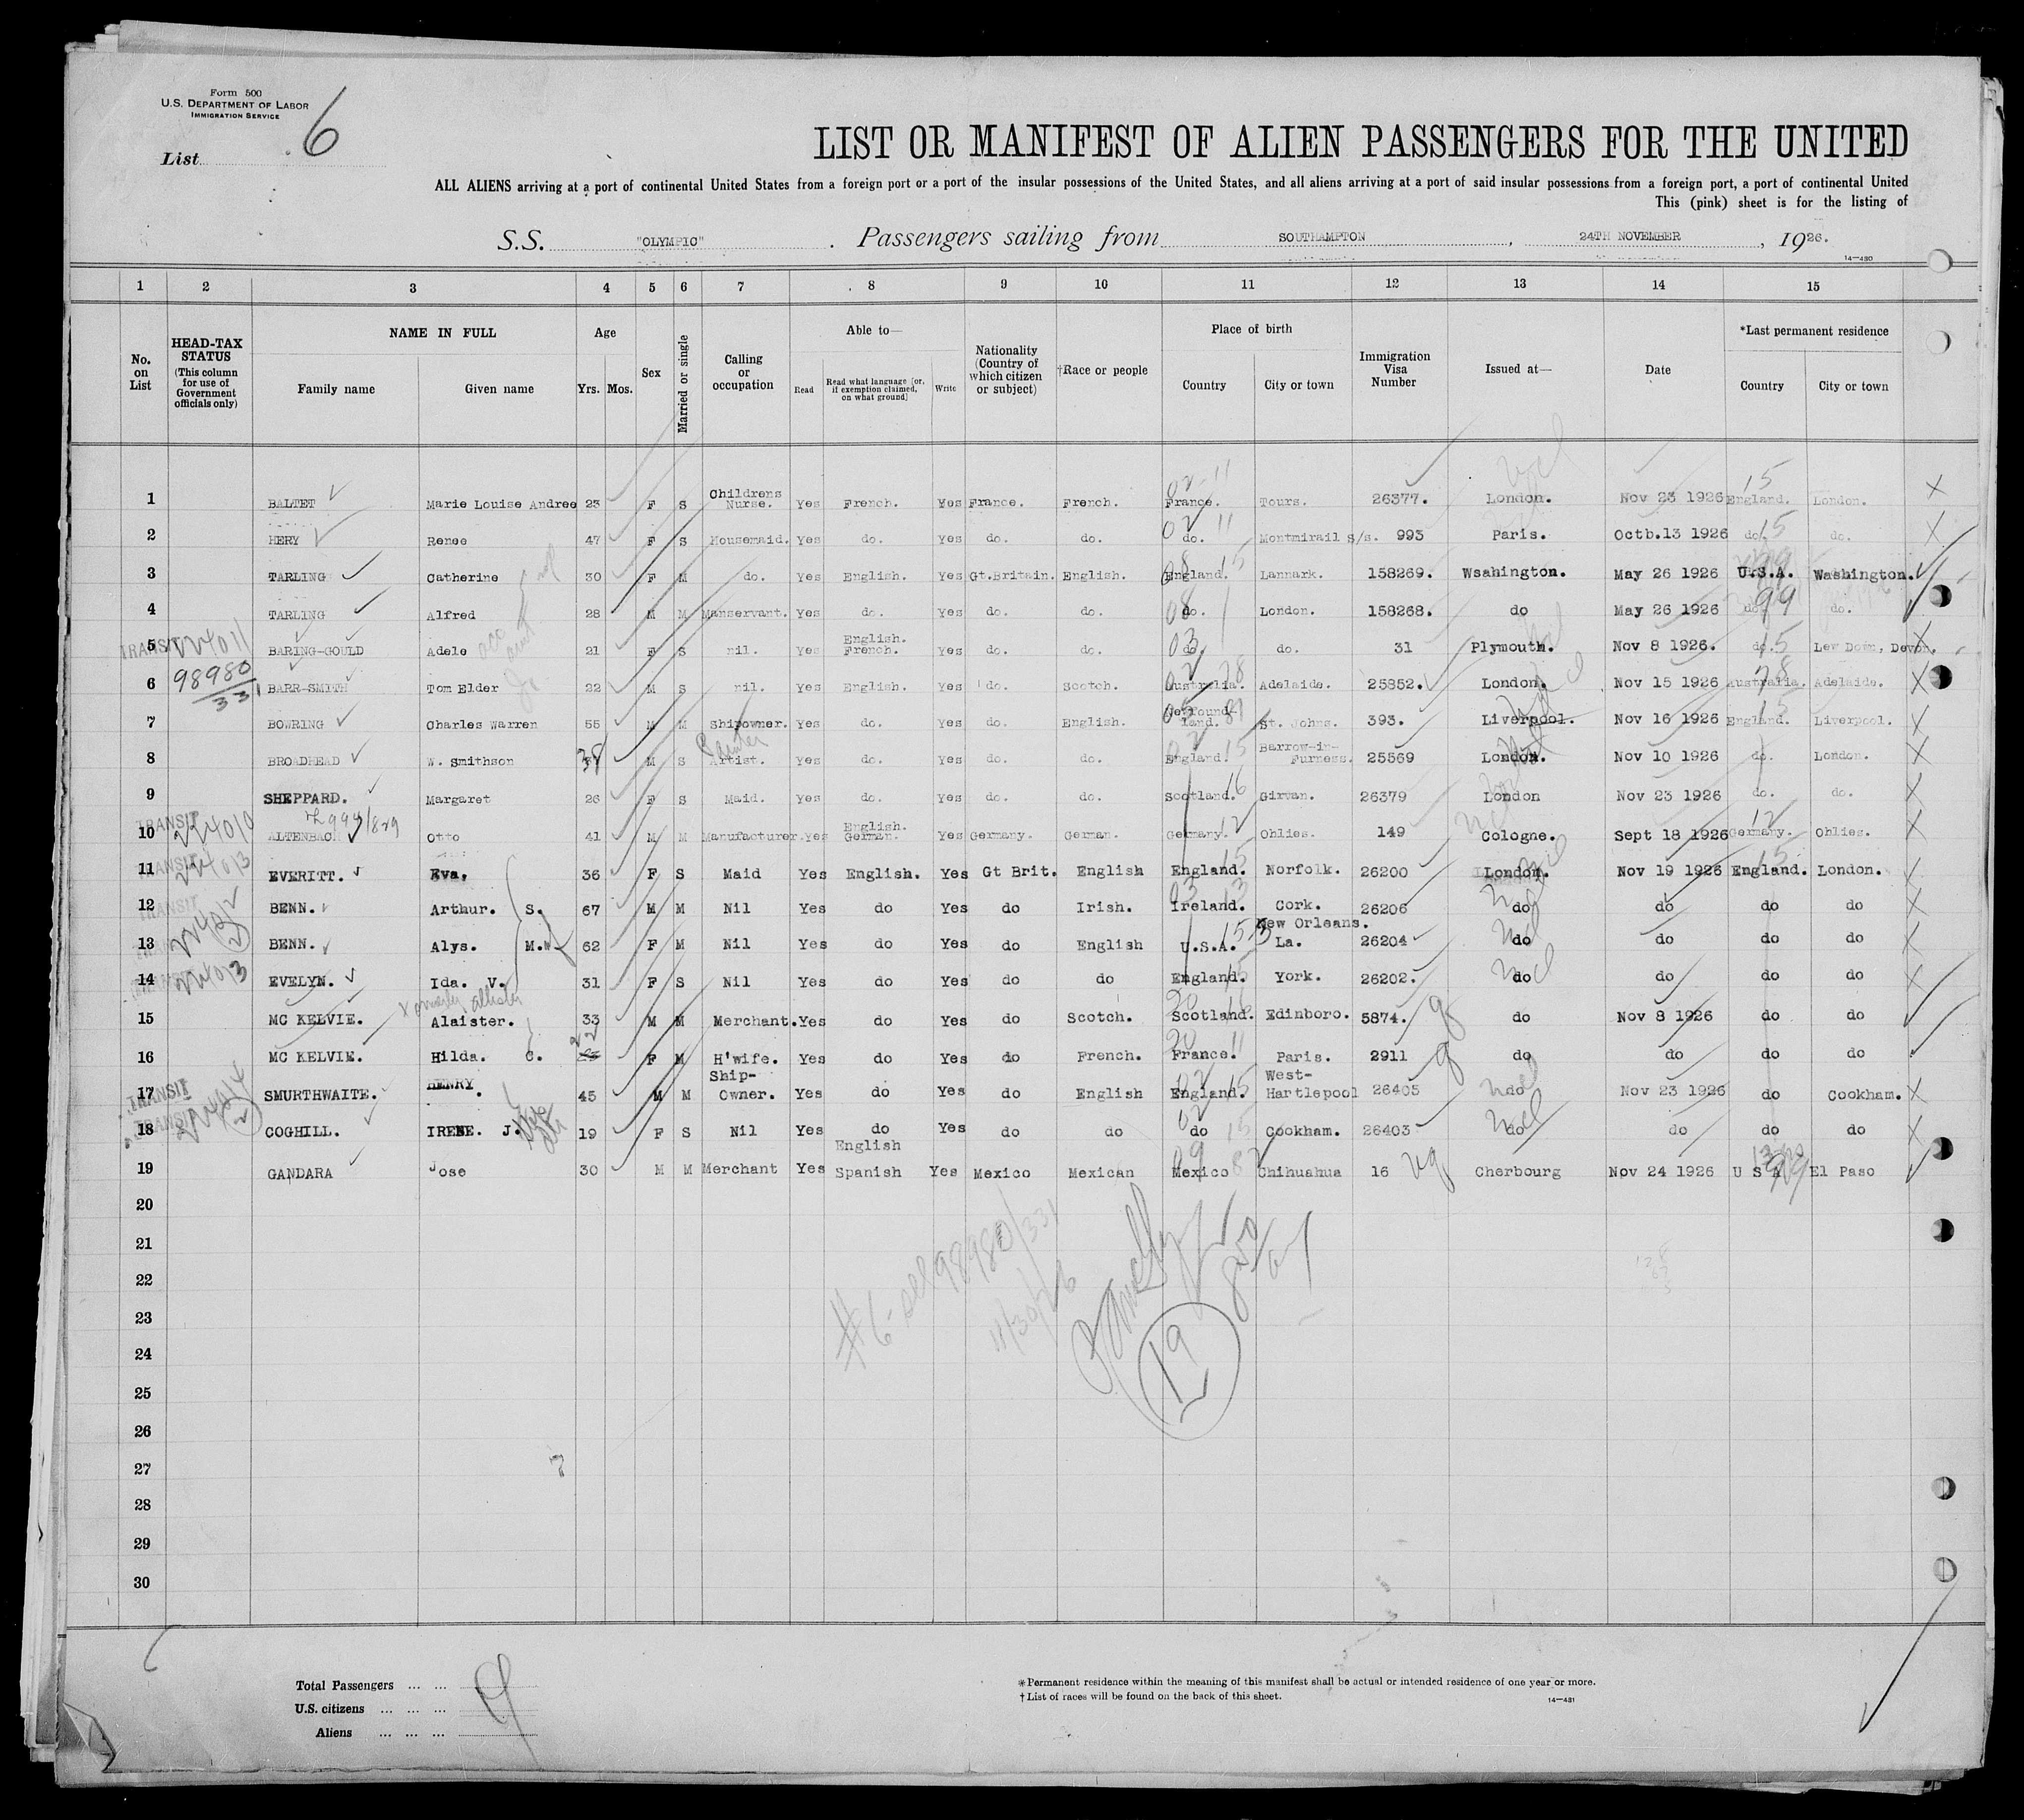 Form 500
U.S. DEPARTMENT OF LABOR
IMMIGRATION SERVICE
List 6
LIST OR MANIFEST OF ALIEN PASSENGERS FOR THE UNITED
ALL ALIENS arriving at a port of continental United States from a foreign port or a port of the insular possessions of the United States, and all aliens arriving at a port of said insular possessions from a foreign port, a port of continental United
This (pink) sheet is for the listing of
S.S. "OLYMPIC". Passengers sailing from SOUTHAMPTON, 24TH NOVEMBER, 1926.
14—480
1 2 3 4 5 6 7 8 9 10 11 12 13 14 15
No. on List
HEAD-TAX STATUS (This column for use of Government officials only)
NAME IN FULL
Family name Given name
Age
Yrs. Mos.
Sex
Married or single
Calling or occupation
Able to—
Read Read what language [or, if exemption claimed, on what ground] Write
Nationality (Country of which citizen or subject)
†Race or people
Place of birth
Country City or town
Immigration Visa Number
Issued at—
Date
*Last permanent residence
Country City or town
1 BALTET Marie Louise Andree 23 F S Childrens Nurse. Yes French. Yes France. French. France. Tours. 26377. London. Nov 23 1926 England. London.
2 HERY Renee 47 F S Housemaid. Yes do. Yes do. do. do. Montmirail s/s. 993 Paris. Octb.13 1926 do. do.
3 TARLING Catherine 30 F M do. Yes English. Yes Gt.Britain. English. England. Lannark. 158269. Wsahington. May 26 1926 U.S.A. Washington.
4 TARLING Alfred 28 M M Manservant. Yes do. Yes do. do. do. London. 158268. do May 26 1926 do. do.
5 TRANSIT 224011 BARING-GOULD Adele 21 F S nil. Yes English. French. Yes do. do. do. do. 31 Plymouth. Nov 8 1926. do. Lew Down, Devon.
6 98980/331 BARR-SMITH Tom Elder 22 M S nil. Yes English. Yes do. Scotch. Australia. Adelaide. 25852. London. Nov 15 1926 Australia. Adelaide.
7 BOWRING Charles Warren 55 M M Shipowner. Yes do. Yes do. English. Newfound-land. St. Johns. 393. Liverpool. Nov 16 1926 England. Liverpool.
8 BROADHEAD W. Smithson 38 M S Painter Artist. Yes do. Yes do. do. England. Barrow-in-Furness. 25569 London. Nov 10 1926 do. London.
9 SHEPPARD. Margaret 26 F S Maid. Yes do. Yes do. do. Scotland. Girvan. 26379 London Nov 23 1926 do. do.
10 TRANSIT ALTENBACH Otto 41 M M Manufacturer. Yes English. German. Yes Germany. German. Germany. Ohlies. 149 Cologne. Sept 18 1926 Germany. Ohlies.
11 TRANSIT 224013 EVERITT. Eva. 36 F S Maid Yes English. Yes Gt Brit. English England. Norfolk. 26200 London. Nov 19 1926 England. London.
12 TRANSIT BENN. Arthur. S. 67 M M Nil Yes do Yes do Irish. Ireland. Cork. 26206 do do do do
13 BENN. Alys. M. 62 F M Nil Yes do Yes do English U.S.A. New Orleans. La. 26204 do do do do
14 224013 EVELYN. Ida. V. 31 F S Nil Yes do Yes do do England. York. 26202. do do do do
15 MC KELVIE. Alaister. 33 M M Merchant. Yes do Yes do Scotch. Scotland. Edinboro. 5874. do Nov 8 1926 do do
16 MC KELVIE. Hilda. C. 22 F M H'wife. Yes do Yes do French. France. Paris. 2911 do do do do
17 TRANSIT SMURTHWAITE. HENRY. 45 M M Ship-Owner. Yes do Yes do English England. West-Hartlepool 26405 do Nov 23 1926 do Cookham.
18 TRANSIT COGHILL. IRENE. J. 19 F S Nil Yes do Yes do do do Cookham. 26403 do do do do
19 GANDARA Jose 30 M M Merchant Yes English Spanish Yes Mexico Mexican Mexico Chihuahua 16 Cherbourg Nov 24 1926 U S A El Paso
20
21
22
23
24
25
26
27
28
29
30
#6 98980/331
11/30/26
19
Total Passengers ... ...
U.S. citizens ... ... ...
Aliens ... ... ...
*Permanent residence within the meaning of this manifest shall be actual or intended residence of one year or more.
†List of races will be found on the back of this sheet.
14—481